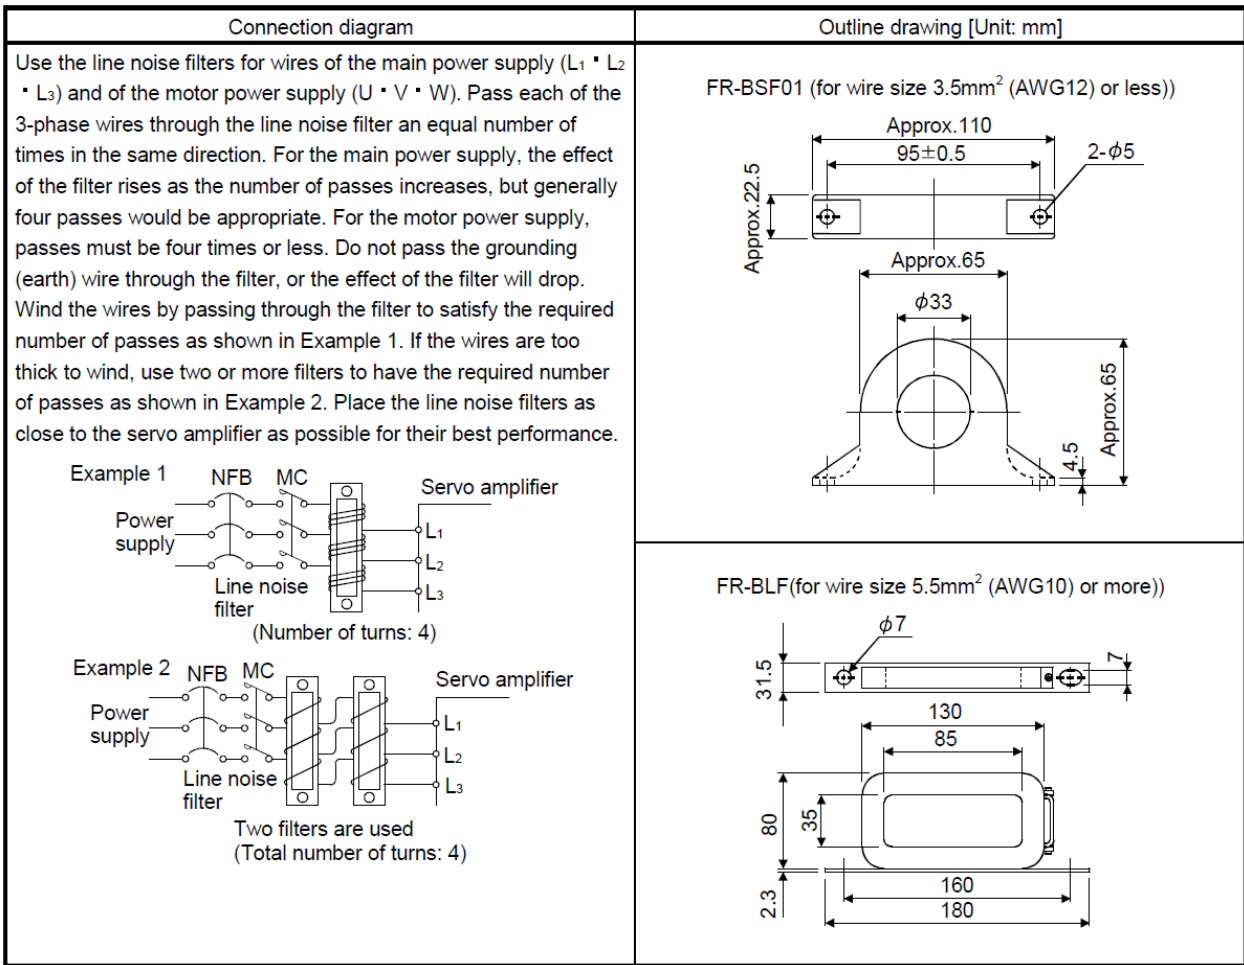 Connection diagram
Outline drawing [Unit: mm]
Use the line noise filters for wires of the main power supply (L₁・L₂
・L₃) and of the motor power supply (U・V・W). Pass each of the
3-phase wires through the line noise filter an equal number of
times in the same direction. For the main power supply, the effect
of the filter rises as the number of passes increases, but generally
four passes would be appropriate. For the motor power supply,
passes must be four times or less. Do not pass the grounding
(earth) wire through the filter, or the effect of the filter will drop.
Wind the wires by passing through the filter to satisfy the required
number of passes as shown in Example 1. If the wires are too
thick to wind, use two or more filters to have the required number
of passes as shown in Example 2. Place the line noise filters as
close to the servo amplifier as possible for their best performance.
Example 1
NFB
MC
Servo amplifier
Power
supply
L₁
L₂
L₃
Line noise
filter
(Number of turns: 4)
Example 2
NFB
MC
Servo amplifier
Power
supply
L₁
L₂
L₃
Line noise
filter
Two filters are used
(Total number of turns: 4)
FR-BSF01 (for wire size 3.5mm² (AWG12) or less))
Approx.110
95±0.5
2-ϕ5
Approx.22.5
Approx.65
ϕ33
Approx.65
4.5
FR-BLF(for wire size 5.5mm² (AWG10) or more))
ϕ7
31.5
7
130
85
80
35
2.3
160
180